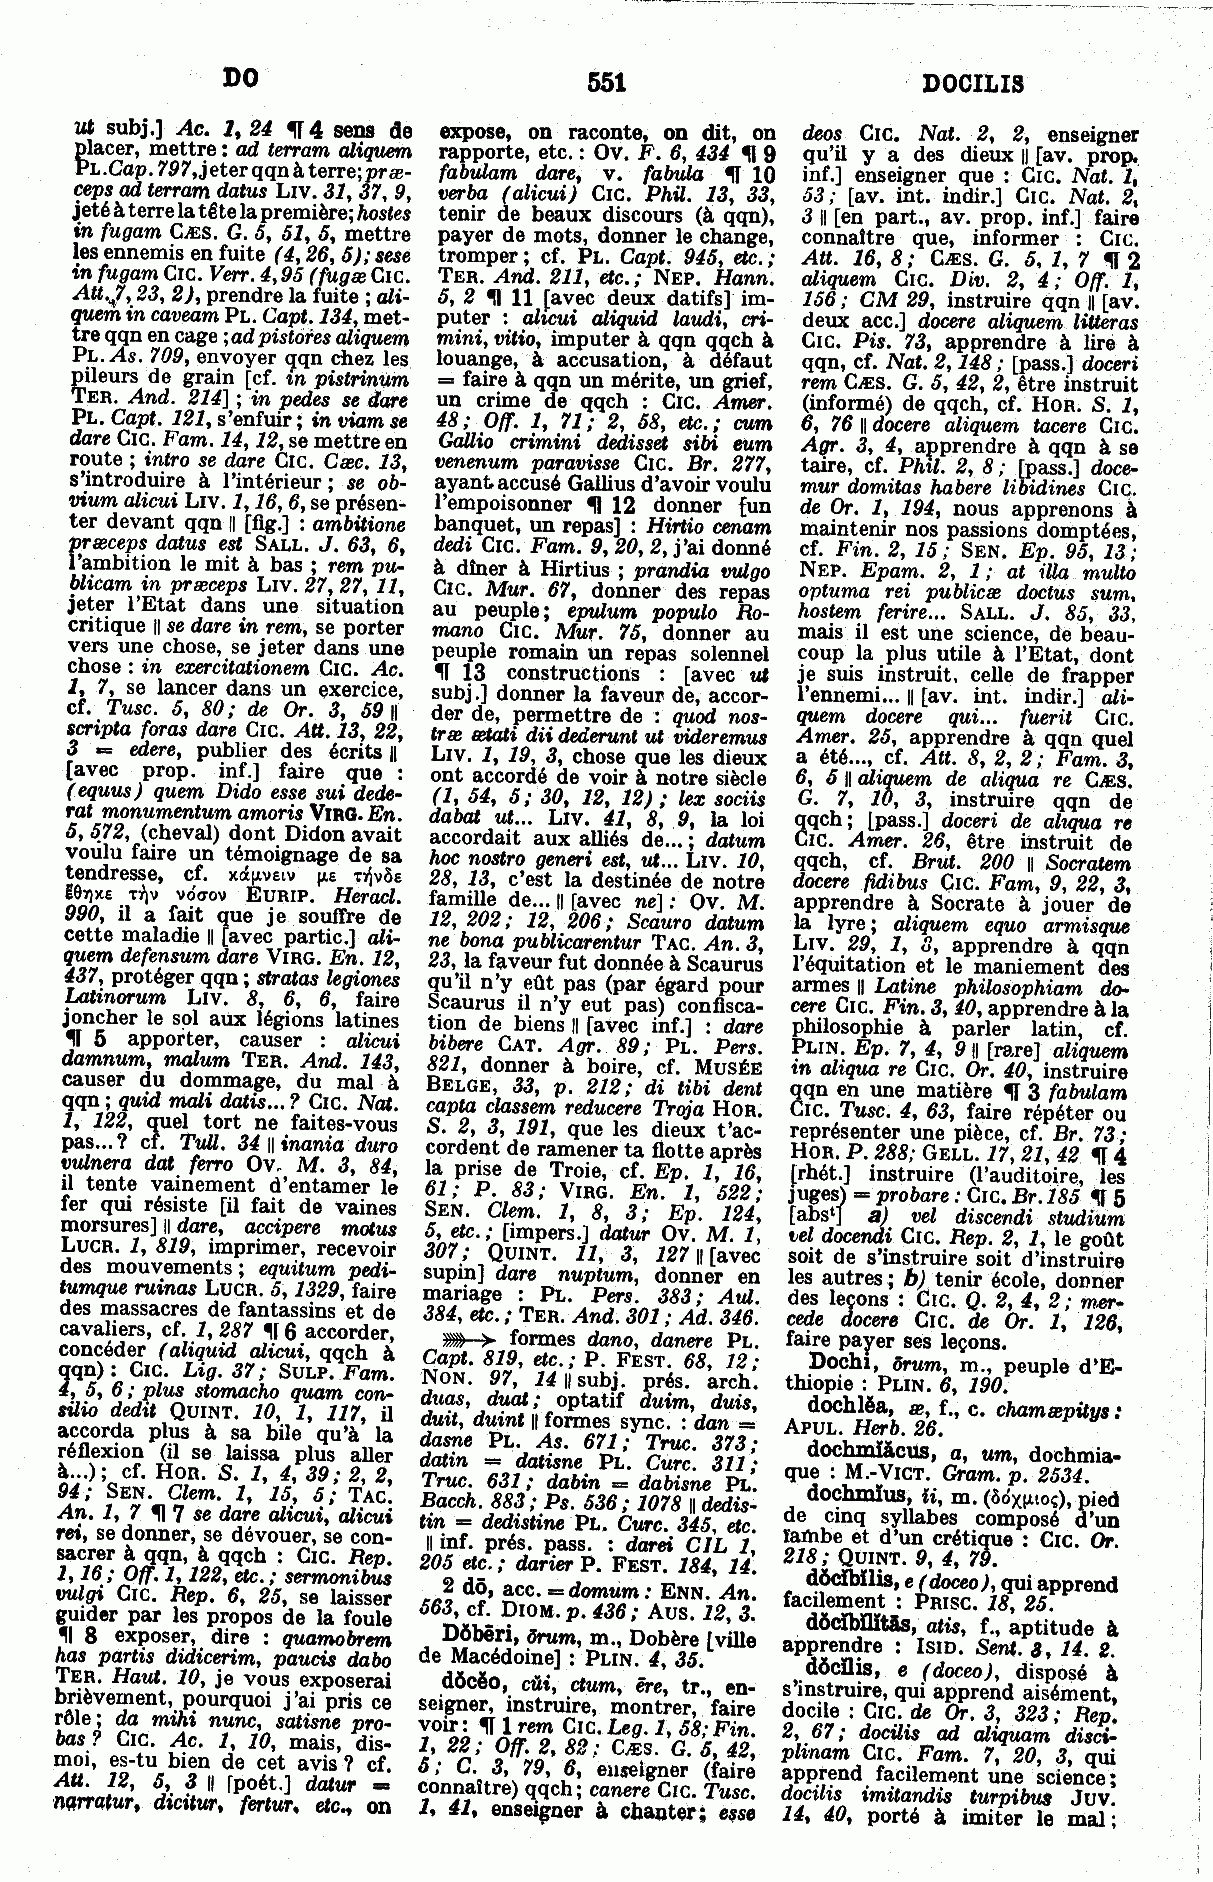 DO
551
DOCILIS
ut subj.] Ac. 1, 24 ¶ 4 sens de
placer, mettre : ad terram aliquem
PL. Cap. 797, jeter qqn à terre; præ-
ceps ad terram datus LIV. 31, 37, 9,
jeté à terre la tête la première; hostes
in fugam CÆS. G. 5, 51, 5, mettre
les ennemis en fuite (4, 26, 5); sese
in fugam CIC. Verr. 4, 95 (fugæ CIC.
Att. 7, 23, 2), prendre la fuite ; ali-
quem in caveam PL. Capt. 134, met-
tre qqn en cage ; ad pistores aliquem
PL. As. 709, envoyer qqn chez les
pileurs de grain [cf. in pistrinum
TER. And. 214] ; in pedes se dare
PL. Capt. 121, s'enfuir ; in viam se
dare CIC. Fam. 14, 12, se mettre en
route ; intro se dare CIC. Cæc. 13,
s'introduire à l'intérieur ; se ob-
vium alicui LIV. 1, 16, 6, se présen-
ter devant qqn || [fig.] : ambitione
præceps datus est SALL. J. 63, 6,
l'ambition le mit à bas ; rem pu-
blicam in præceps LIV. 27, 27, 11,
jeter l'Etat dans une situation
critique || se dare in rem, se porter
vers une chose, se jeter dans une
chose : in exercitationem CIC. Ac.
1, 7, se lancer dans un exercice,
cf. Tusc. 5, 80 ; de Or. 3, 59 ||
scripta foras dare CIC. Att. 13, 22,
3 = edere, publier des écrits ||
[avec prop. inf.] faire que :
(equus) quem Dido esse sui dede-
rat monumentum amoris VIRG. En.
5, 572, (cheval) dont Didon avait
voulu faire un témoignage de sa
tendresse, cf. κάμνειν με τήνδε
ἔθηκε τὴν νόσον EURIP. Heracl.
990, il a fait que je souffre de
cette maladie || [avec partic.] ali-
quem defensum dare VIRG. En. 12,
437, protéger qqn ; stratas legiones
Latinorum LIV. 8, 6, 6, faire
joncher le sol aux légions latines
¶ 5 apporter, causer : alicui
damnum, malum TER. And. 143,
causer du dommage, du mal à
qqn ; quid mali datis... ? CIC. Nat.
1, 122, quel tort ne faites-vous
pas...? cf. Tull. 34 || inania duro
vulnera dat ferro OV. M. 3, 84,
il tente vainement d'entamer le
fer qui résiste [il fait de vaines
morsures] || dare, accipere motus
LUCR. 1, 819, imprimer, recevoir
des mouvements ; equitum pedi-
tumque ruinas LUCR. 5, 1329, faire
des massacres de fantassins et de
cavaliers, cf. 1, 287 ¶ 6 accorder,
concéder (aliquid alicui, qqch à
qqn) : CIC. Lig. 37 ; SULP. Fam.
4, 5, 6 ; plus stomacho quam con-
silio dedit QUINT. 10, 1, 117, il
accorda plus à sa bile qu'à la
réflexion (il se laissa plus aller
à...) ; cf. HOR. S. 1, 4, 39 ; 2, 2,
94 ; SEN. Clem. 1, 15, 5 ; TAC.
An. 1, 7 ¶ 7 se dare alicui, alicui
rei, se donner, se dévouer, se con-
sacrer à qqn, à qqch : CIC. Rep.
1, 16 ; Off. 1, 122, etc. ; sermonibus
vulgi CIC. Rep. 6, 25, se laisser
guider par les propos de la foule
¶ 8 exposer, dire : quamobrem
has partis didicerim, paucis dabo
TER. Haut. 10, je vous exposerai
brièvement pourquoi j'ai pris ce
rôle ; da mihi nunc, satisne pro-
bas ? CIC. Ac. 1, 10, mais, dis-
moi, es-tu bien de cet avis ? cf.
Att. 12, 5, 3 || [poét.] datur =
narratur, dicitur, fertur, etc., on
expose, on raconte, on dit, on
rapporte, etc. : OV. F. 6, 434 ¶ 9
fabulam dare, v. fabula ¶ 10
verba (alicui) CIC. Phil. 13, 33,
tenir de beaux discours (à qqn),
payer de mots, donner le change,
tromper ; cf. PL. Capt. 945, etc. ;
TER. And. 211, etc.; NEP. Hann.
5, 2 ¶ 11 [avec deux datifs] im-
puter : alicui aliquid laudi, cri-
mini, vitio, imputer à qqn qqch à
louange, à accusation, à défaut
= faire à qqn un mérite, un grief,
un crime de qqch : CIC. Amer.
48 ; Off. 1, 71 ; 2, 58, etc. ; cum
Gallio crimini dedisset sibi eum
venenum paravisse CIC. Br. 277,
ayant accusé Gallius d'avoir voulu
l'empoisonner ¶ 12 donner [un
banquet, un repas] : Hirtio cenam
dedi CIC. Fam. 9, 20, 2, j'ai donné
à dîner à Hirtius ; prandia vulgo
CIC. Mur. 67, donner des repas
au peuple; epulum populo Ro-
mano CIC. Mur. 75, donner au
peuple romain un repas solennel
¶ 13 constructions : [avec ut
subj.] donner la faveur de, accor-
der de, permettre de : quod nos-
træ ætati dii dederunt ut videremus
LIV. 1, 19, 3, chose que les dieux
ont accordé de voir à notre siècle
(1, 54, 5 ; 30, 12, 12) ; lex sociis
dabat ut... LIV. 41, 8, 9, la loi
accordait aux alliés de... ; datum
hoc nostro generi est, ut... LIV. 10,
28, 13, c'est la destinée de notre
famille de... || [avec ne] : OV. M.
12, 202 ; 12, 206 ; Scauro datum
ne bona publicarentur TAC. An. 3,
23, la faveur fut donnée à Scaurus
qu'il n'y eût pas (par égard pour
Scaurus il n'y eut pas) confisca-
tion de biens || [avec inf.] : dare
bibere CAT. Agr. 89 ; PL. Pers.
821, donner à boire, cf. MUSÉE
BELGE, 33, p. 212 ; di tibi dent
capta classem reducere Troja HOR.
S. 2, 3, 191, que les dieux t'ac-
cordent de ramener ta flotte après
la prise de Troie, cf. Ep. 1, 16,
61 ; P. 83 ; VIRG. En. 1, 522 ;
SEN. Clem. 1, 8, 3 ; Ep. 124,
5, etc. ; [impers.] datur OV. M. 1,
307 ; QUINT. 11, 3, 127 || [avec
supin] dare nuptum, donner en
mariage : PL. Pers. 383 ; Aul.
384, etc. ; TER. And. 301 ; Ad. 346.
formes dano, danere PL.
Capt. 819, etc. ; P. FEST. 68, 12 ;
NON. 97, 14 || subj. prés. arch.
duas, duat ; optatif duim, duis,
duit, duint || formes sync. : dan =
dasne PL. As. 671 ; Truc. 373 ;
datin = datisne PL. Curc. 311 ;
Truc. 631 ; dabin = dabisne PL.
Bacch. 883 ; Ps. 536 ; 1078 || dedis-
tin = dedistine PL. Curc. 345, etc.
|| inf. prés. pass. : darei CIL 1,
205 etc. ; darier P. FEST. 184, 14.
2 dō, acc. = domum : ENN. An.
563, cf. DIOM. p. 436 ; AUS. 12, 3.
Dŏbēri, ōrum, m., Dobère [ville
de Macédoine] : PLIN. 4, 35.
dŏcĕo, cŭi, ctum, ēre, tr., en-
seigner, instruire, montrer, faire
voir : ¶ 1 rem CIC. Leg. 1, 58; Fin.
1, 22 ; Off. 2, 82 ; CÆS. G. 5, 42,
5 ; C. 3, 79, 6, enseigner (faire
connaître) qqch; canere CIC. Tusc.
1, 41, enseigner à chanter; esse
deos CIC. Nat. 2, 2, enseigner
qu'il y a des dieux || [av. prop.
inf.] enseigner que : CIC. Nat. 1,
53 ; [av. int. indir.] CIC. Nat. 2,
3 || [en part., av. prop. inf.] faire
connaître que, informer : CIC.
Att. 16, 8 ; CÆS. G. 5, 1, 7 ¶ 2
aliquem CIC. Div. 2, 4 ; Off. 1,
156 ; CM 29, instruire qqn || [av.
deux acc.] docere aliquem litteras
CIC. Pis. 73, apprendre à lire à
qqn, cf. Nat. 2, 148 ; [pass.] doceri
rem CÆS. G. 5, 42, 2, être instruit
(informé) de qqch, cf. HOR. S. 1,
6, 76 || docere aliquem tacere CIC.
Agr. 3, 4, apprendre à qqn à se
taire, cf. Phil. 2, 8 ; [pass.] doce-
mur domitas habere libidines CIC.
de Or. 1, 194, nous apprenons à
maintenir nos passions domptées,
cf. Fin. 2, 15 ; SEN. Ep. 95, 13 ;
NEP. Epam. 2, 1 ; at illa multo
optuma rei publicæ doctus sum,
hostem ferire... SALL. J. 85, 33,
mais il est une science, de beau-
coup la plus utile à l'Etat, dont
je suis instruit, celle de frapper
l'ennemi... || [av. int. indir.] ali-
quem docere qui... fuerit CIC.
Amer. 25, apprendre à qqn quel
a été..., cf. Att. 8, 2, 2 ; Fam. 3,
6, 5 || aliquem de aliqua re CÆS.
G. 7, 10, 3, instruire qqn de
qqch ; [pass.] doceri de aliqua re
CIC. Amer. 26, être instruit de
qqch, cf. Brut. 200 || Socratem
docere fidibus CIC. Fam, 9, 22, 3,
apprendre à Socrate à jouer de
la lyre ; aliquem equo armisque
LIV. 29, 1, 8, apprendre à qqn
l'équitation et le maniement des
armes || Latine philosophiam do-
cere CIC. Fin. 3, 40, apprendre à la
philosophie à parler latin, cf.
PLIN. Ep. 7, 4, 9 || [rare] aliquem
in aliqua re CIC. Or. 40, instruire
qqn en une matière ¶ 3 fabulam
CIC. Tusc. 4, 63, faire répéter ou
représenter une pièce, cf. Br. 73 ;
HOR. P. 288; GELL. 17, 21, 42 ¶ 4
[rhét.] instruire (l'auditoire, les
juges) = probare : CIC. Br. 185 ¶ 5
[absᵗ] a) vel discendi studium
vel docendi CIC. Rep. 2, 1, le goût
soit de s'instruire soit d'instruire
les autres ; b) tenir école, donner
des leçons : CIC. Q. 2, 4, 2 ; mer-
cede docere CIC. de Or. 1, 126,
faire payer ses leçons.
Dochi, ōrum, m., peuple d'E-
thiopie : PLIN. 6, 190.
dochlĕa, æ, f., c. chamæpitys :
APUL. Herb. 26.
dochmĭăcus, a, um, dochmia-
que : M.-VICT. Gram. p. 2534.
dochmĭus, ĭi, m. (δόχμιος), pied
de cinq syllabes composé d'un
ïambe et d'un crétique : CIC. Or.
218 ; QUINT. 9, 4, 79.
dŏcĭbĭlis, e (doceo), qui apprend
facilement : PRISC. 18, 25.
dŏcĭbĭlĭtās, atis, f., aptitude à
apprendre : ISID. Sent. 3, 14. 2.
dŏcĭlis, e (doceo), disposé à
s'instruire, qui apprend aisément,
docile : CIC. de Or. 3, 323 ; Rep.
2, 67 ; docilis ad aliquam disci-
plinam CIC. Fam. 7, 20, 3, qui
apprend facilement une science ;
docilis imitandis turpibus JUV.
14, 40, porté à imiter le mal ;